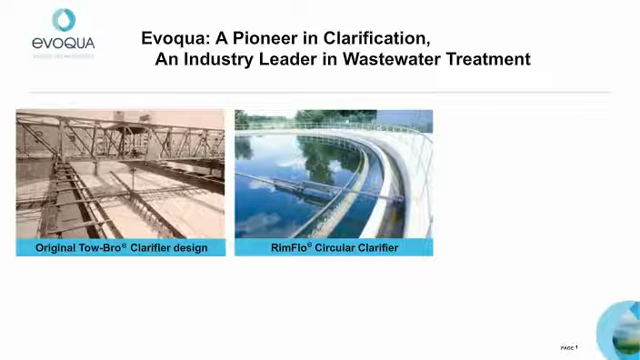 evoqua
Evoqua: A Pioneer in Clarification,
An Industry Leader in Wastewater Treatment
Original Tow-Bro® Clarifier design
RimFlo® Circular Clarifier
PAGE 1